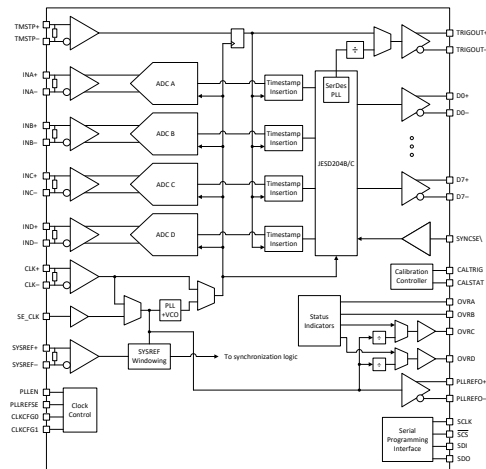 TMSTP+
TMSTP−
INA+
INA−
INB+
INB−
INC+
INC−
IND+
IND−
CLK+
CLK−
SE_CLK
SYSREF+
SYSREF−
PLLEN
PLLREFSE
CLKCFG0
CLKCFG1
ADC A
ADC B
ADC C
ADC D
PLL
+VCO
SYSREF
Windowing
Clock
Control
To synchronization logic
Timestamp
Insertion
Timestamp
Insertion
Timestamp
Insertion
Timestamp
Insertion
SerDes
PLL
÷
JESD204B/C
Status
Indicators
÷
÷
Calibration
Controller
Serial
Programming
Interface
TRIGOUT+
TRIGOUT−
D0+
D0−
D7+
D7−
SYNCSE\
CALTRIG
CALSTAT
OVRA
OVRB
OVRC
OVRD
PLLREFO+
PLLREFO−
SCLK
SCS
SDI
SDO